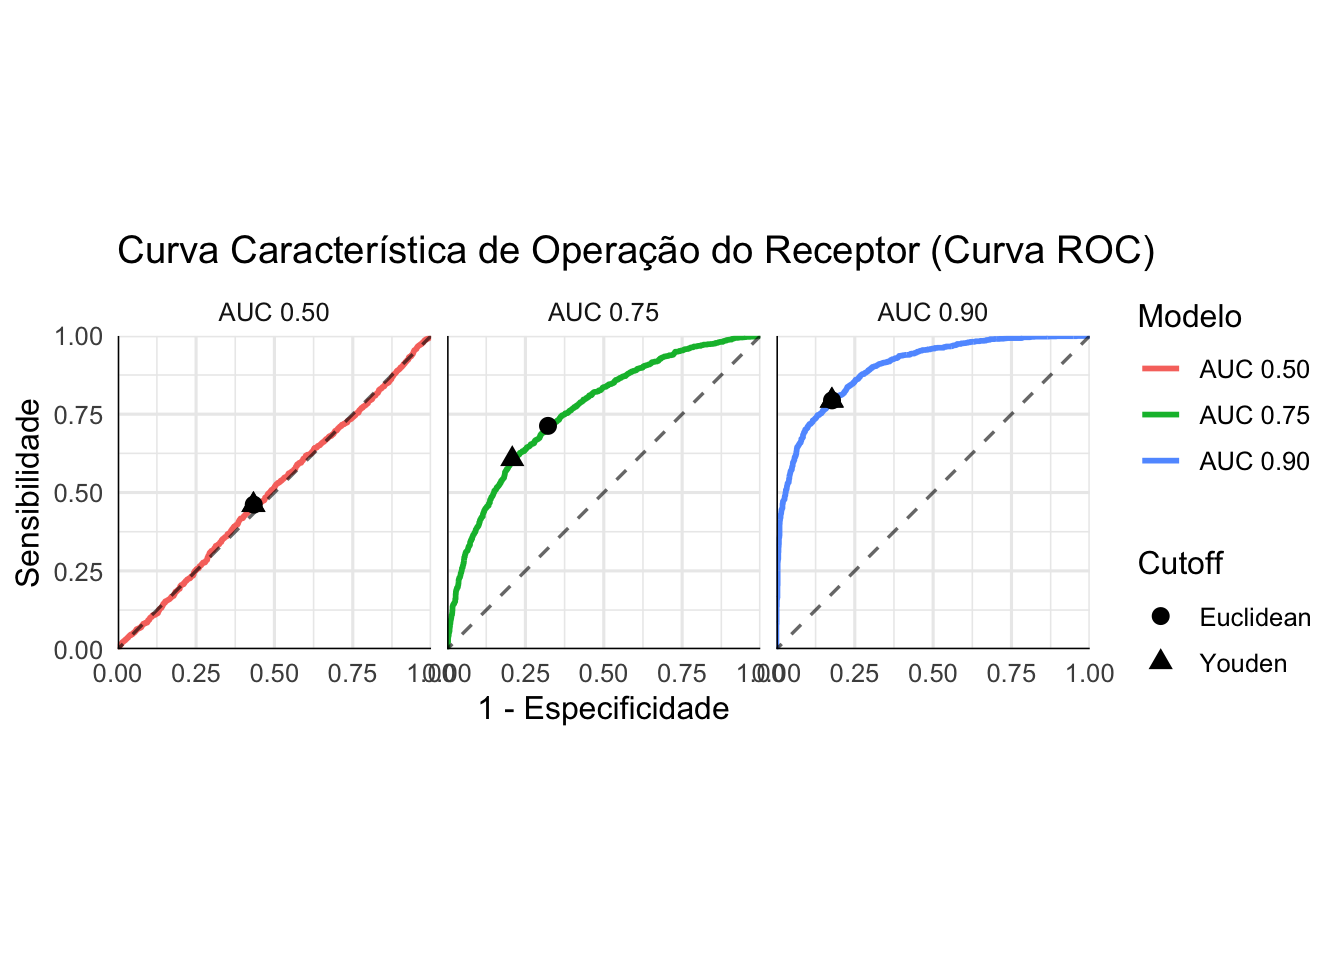 Curva Característica de Operação do Receptor (Curva ROC)
AUC 0.50
AUC 0.75
AUC 0.90
Sensibilidade
1.00
0.75
0.50
0.25
0.00
0.00 0.25 0.50 0.75 1.00
0.00 0.25 0.50 0.75 1.00
0.00 0.25 0.50 0.75 1.00
1 - Especificidade
Modelo
AUC 0.50
AUC 0.75
AUC 0.90
Cutoff
Euclidean
Youden